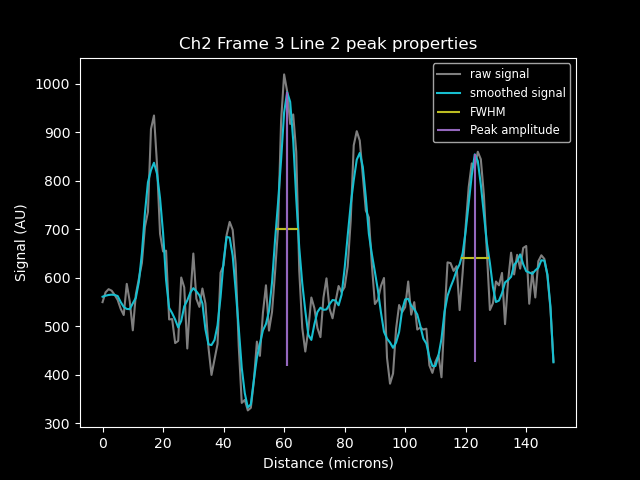 Ch2 Frame 3 Line 2 peak properties
raw signal
smoothed signal
FWHM
Peak amplitude
Signal (AU)
1000
900
800
700
600
500
400
300
0 20 40 60 80 100 120 140
Distance (microns)